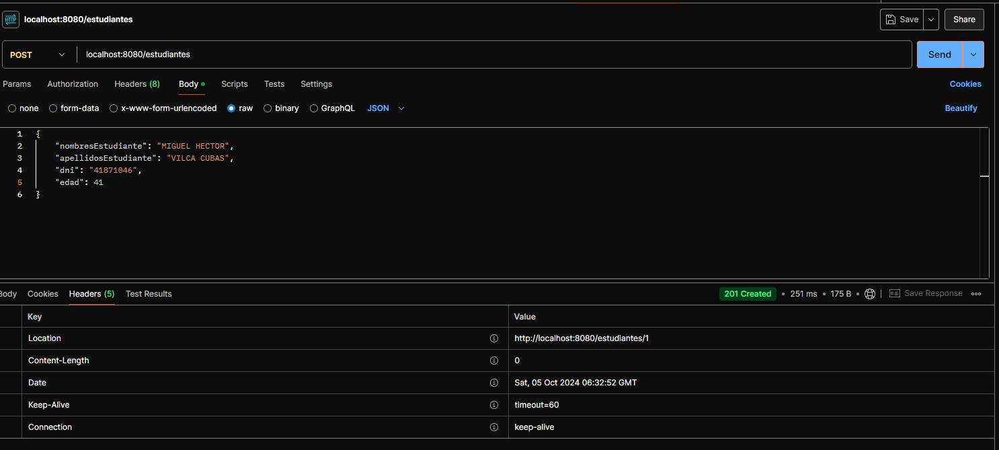 HTTP localhost:8080/estudiantes Save Share
POST localhost:8080/estudiantes Send
Params Authorization Headers (8) Body Scripts Tests Settings Cookies
none form-data x-www-form-urlencoded raw binary GraphQL JSON Beautify
1 {
2 "nombresEstudiante": "MIGUEL HECTOR",
3 "apellidosEstudiante": "VILCA CUBAS",
4 "dni": "41871046",
5 "edad": 41
6 }
Body Cookies Headers (5) Test Results 201 Created • 251 ms • 175 B • e.g. Save Response
Key Value
Location http://localhost:8080/estudiantes/1
Content-Length 0
Date Sat, 05 Oct 2024 06:32:52 GMT
Keep-Alive timeout=60
Connection keep-alive